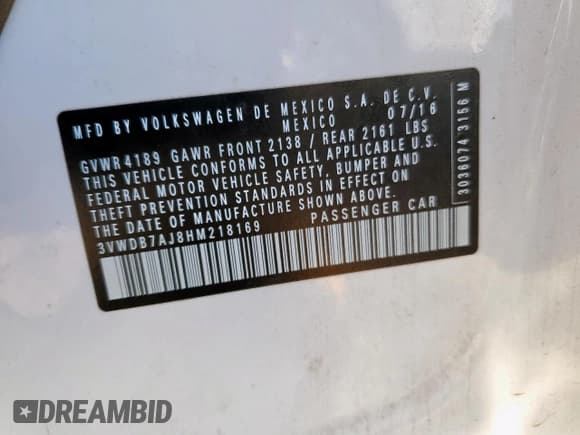 MFD BY VOLKSWAGEN DE MEXICO S.A. DE C.V.
MEXICO 07/16
GVWR4189 GAWR FRONT 2138 / REAR 2161 LBS
THIS VEHICLE CONFORMS TO ALL APPLICABLE U.S.
FEDERAL MOTOR VEHICLE SAFETY, BUMPER AND
THEFT PREVENTION STANDARDS IN EFFECT ON
THE DATE OF MANUFACTURE SHOWN ABOVE.
3VWDB7AJ8HM218169 PASSENGER CAR
3036074 3156 M
DREAMBID